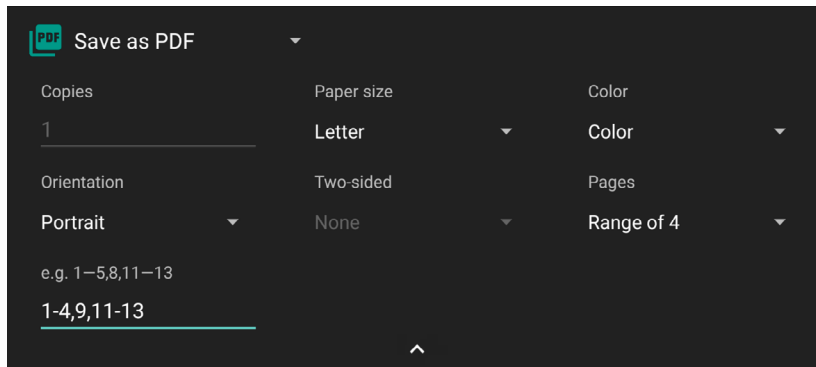 PDF Save as PDF
Copies Paper size Color
1 Letter Color
Orientation Two-sided Pages
Portrait None Range of 4
e.g. 1—5,8,11—13
1-4,9,11-13